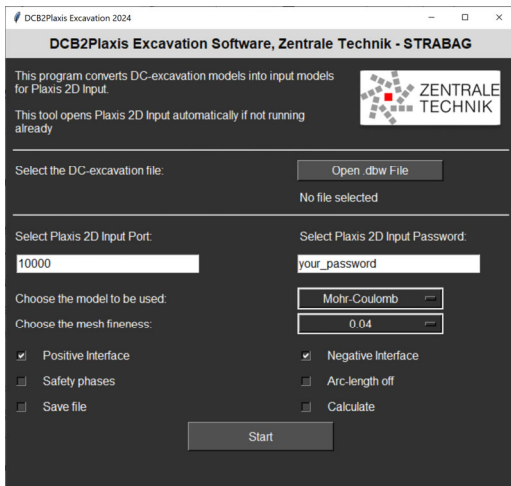 DCB2Plaxis Excavation 2024
DCB2Plaxis Excavation Software, Zentrale Technik - STRABAG
This program converts DC-excavation models into input models
for Plaxis 2D Input.
This tool opens Plaxis 2D Input automatically if not running
already
ZENTRALE
TECHNIK
Select the DC-excavation file:
Open .dbw File
No file selected
Select Plaxis 2D Input Port:
Select Plaxis 2D Input Password:
10000
your_password
Choose the model to be used:
Mohr-Coulomb
Choose the mesh fineness:
0.04
Positive Interface
Negative Interface
Safety phases
Arc-length off
Save file
Calculate
Start